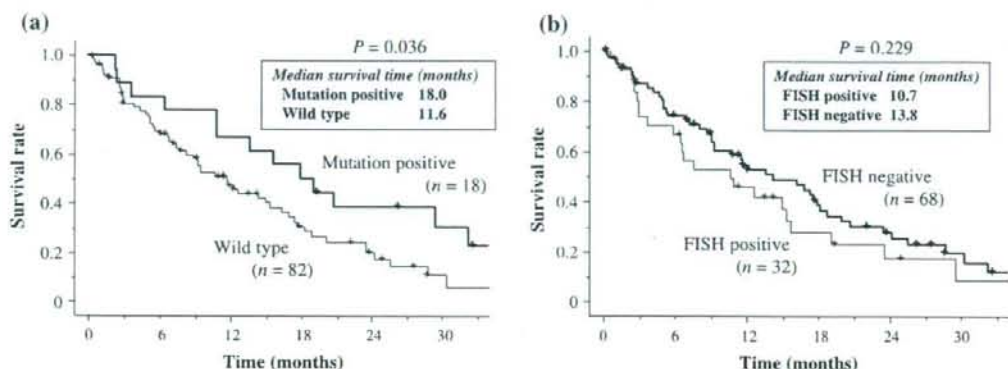 (a)
P = 0.036
Median survival time (months)
Mutation positive 18.0
Wild type 11.6
Mutation positive
(n = 18)
Wild type
(n = 82)
Survival rate
1.0
0.8
0.6
0.4
0.2
0
0 6 12 18 24 30
Time (months)
(b)
P = 0.229
Median survival time (months)
FISH positive 10.7
FISH negative 13.8
FISH negative
(n = 68)
FISH positive
(n = 32)
Survival rate
1.0
0.8
0.6
0.4
0.2
0
0 6 12 18 24 30
Time (months)